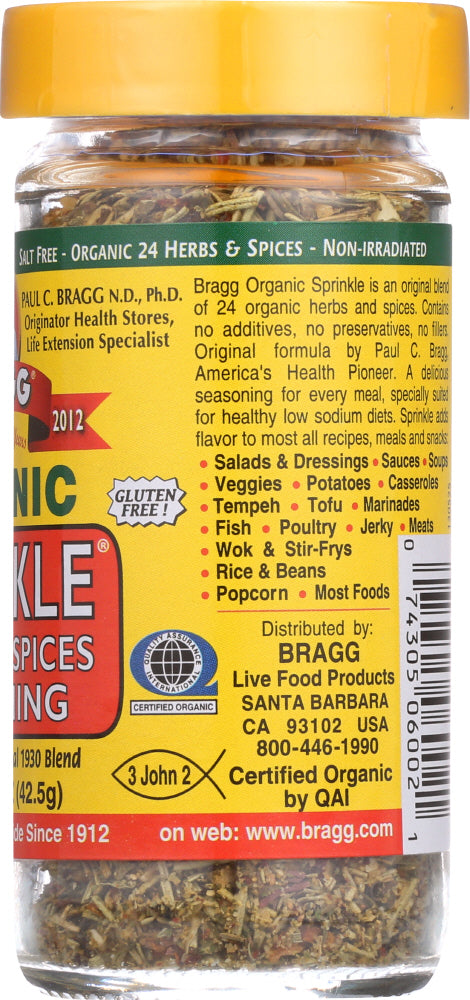 SALT FREE - ORGANIC 24 HERBS & SPICES - NON-IRRADIATED
PAUL C. BRAGG N.D., Ph.D.
Originator Health Stores,
Life Extension Specialist
G®
2012
NIC
GLUTEN
FREE !
KLE®
SPICES
NING
al 1930 Blend
(42.5g)
de Since 1912
Bragg Organic Sprinkle is an original blend
of 24 organic herbs and spices. Contains
no additives, no preservatives, no fillers,
Original formula by Paul C. Bragg,
America's Health Pioneer. A delicious
seasoning for every meal, specially suited
for healthy low sodium diets. Sprinkle adds
flavor to most all recipes, meals and snacks:
• Salads & Dressings • Sauces • Soups
• Veggies • Potatoes • Casseroles
• Tempeh • Tofu • Marinades
• Fish • Poultry • Jerky • Meats
• Wok & Stir-Frys
• Rice & Beans
• Popcorn • Most Foods
QUALITY ASSURANCE
INTERNATIONAL
CERTIFIED ORGANIC
3 John 2
Distributed by:
BRAGG
Live Food Products
SANTA BARBARA
CA 93102 USA
800-446-1990
Certified Organic
by QAI
on web: www.bragg.com
0 74305 06002 1